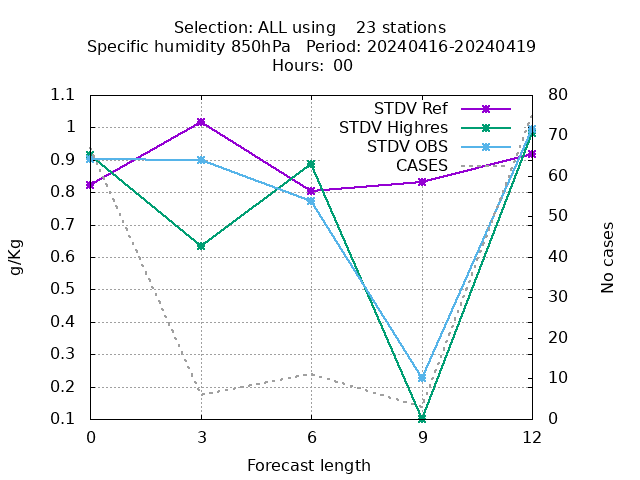 Selection: ALL using    23 stations
Specific humidity 850hPa   Period: 20240416-20240419
Hours:  00
STDV Ref
STDV Highres
STDV OBS
CASES
1.1
1
0.9
0.8
0.7
0.6
0.5
0.4
0.3
0.2
0.1
g/Kg
80
70
60
50
40
30
20
10
0
No cases
0 3 6 9 12
Forecast length